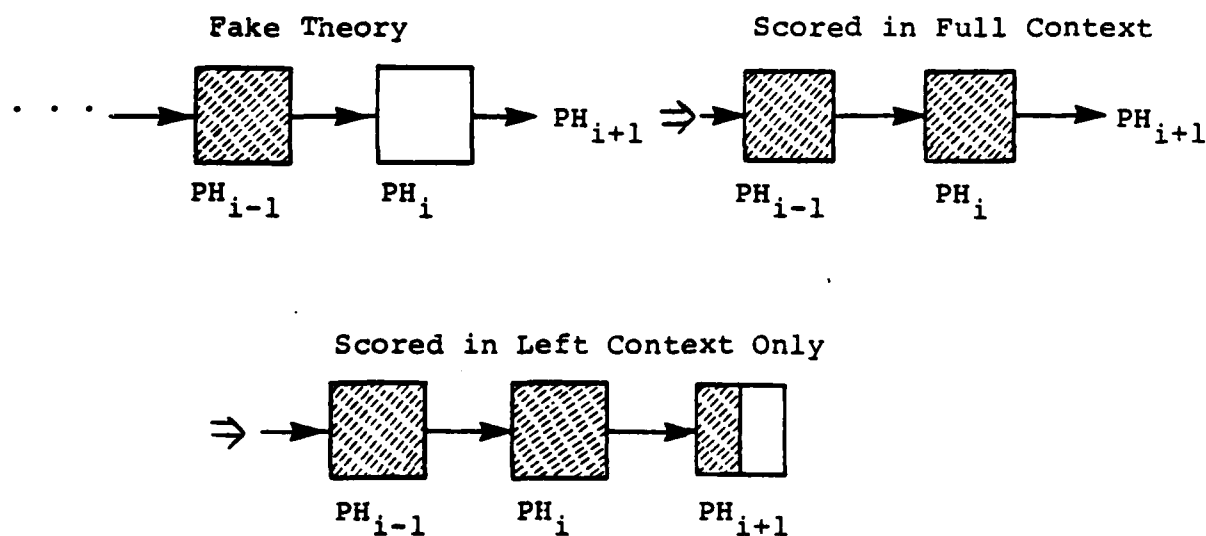 Fake Theory
Scored in Full Context
. . .
PH_{i+1}
⇒
PH_{i+1}
PH_{i-1}
PH_i
PH_{i-1}
PH_i
Scored in Left Context Only
⇒
PH_{i-1}
PH_i
PH_{i+1}